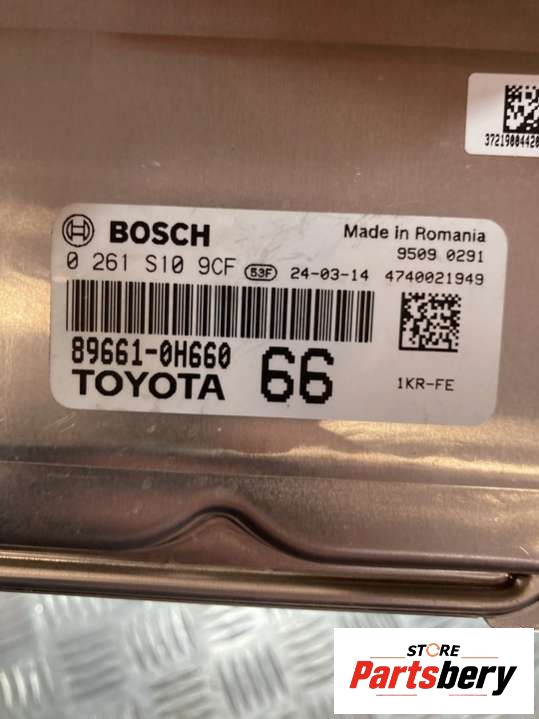 37219004420
BOSCH
Made in Romania
9509 0291
0 261 S10 9CF 53F 24-03-14 4740021949
89661-0H660
TOYOTA
66
1KR-FE
STORE
Partsbery